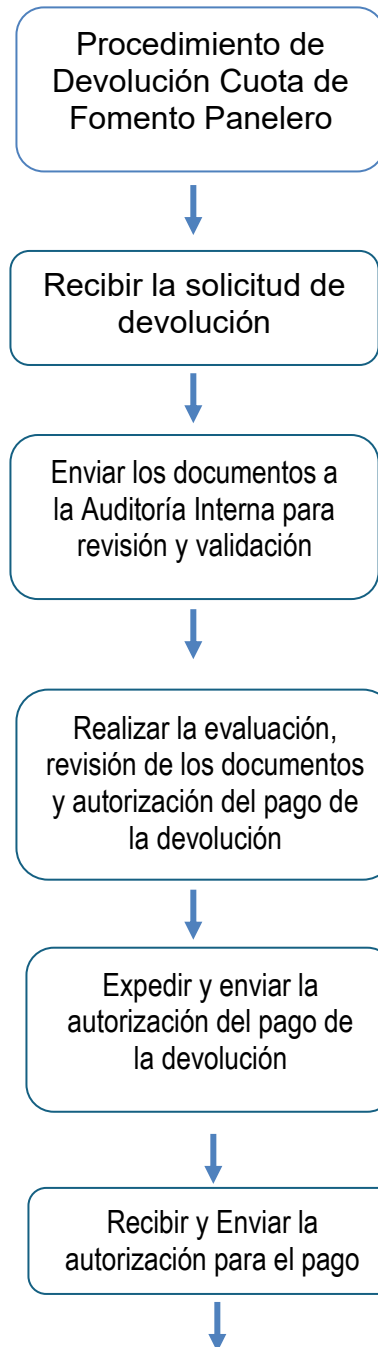 Procedimiento de
Devolución Cuota de
Fomento Panelero
Recibir la solicitud de
devolución
Enviar los documentos a
la Auditoría Interna para
revisión y validación
Realizar la evaluación,
revisión de los documentos
y autorización del pago de
la devolución
Expedir y enviar la
autorización del pago de
la devolución
Recibir y Enviar la
autorización para el pago